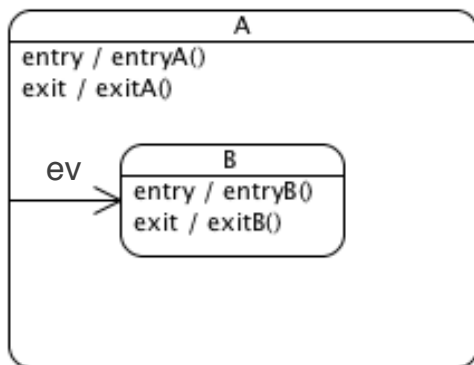 A
entry / entryA()
exit / exitA()
ev
B
entry / entryB()
exit / exitB()